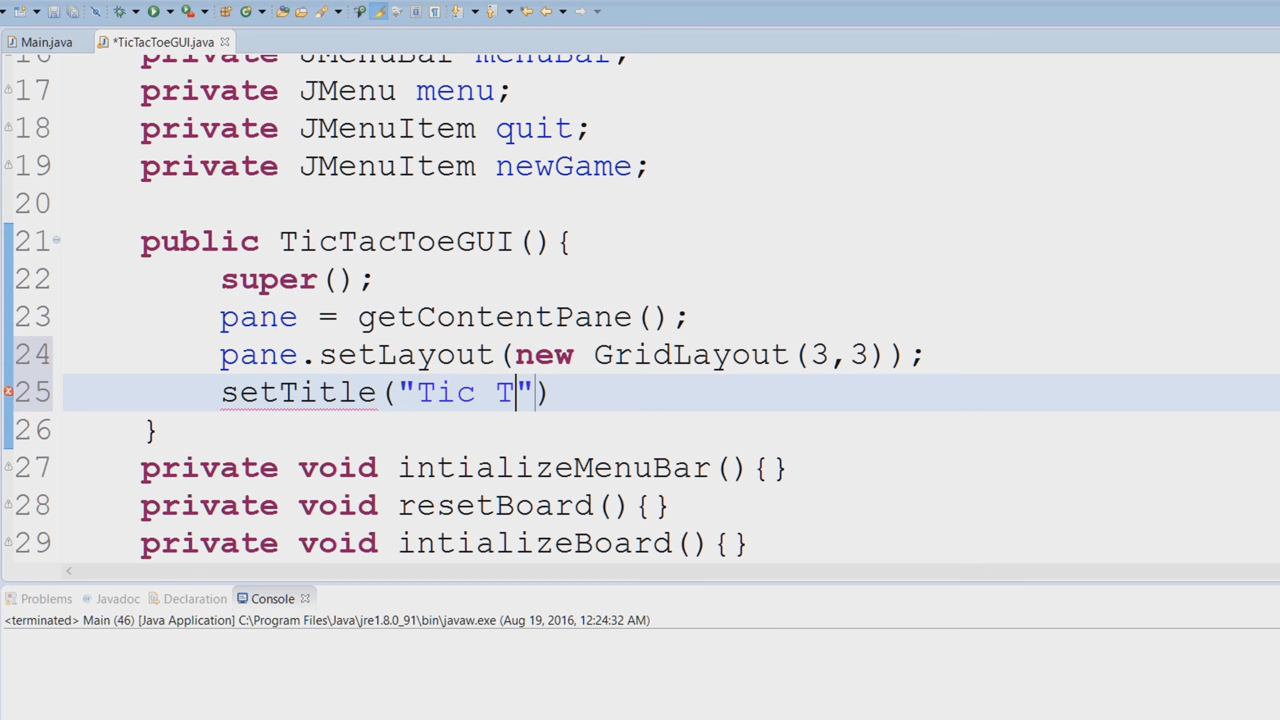 Main.java
*TicTacToeGUI.java
16 private JMenuBar menuBar;
17 private JMenu menu;
18 private JMenuItem quit;
19 private JMenuItem newGame;
20
21 public TicTacToeGUI(){
22 super();
23 pane = getContentPane();
24 pane.setLayout(new GridLayout(3,3));
25 setTitle("Tic T")
26 }
27 private void intializeMenuBar(){}
28 private void resetBoard(){}
29 private void intializeBoard(){}
Problems Javadoc Declaration Console
<terminated> Main (46) [Java Application] C:\Program Files\Java\jre1.8.0_91\bin\javaw.exe (Aug 19, 2016, 12:24:32 AM)